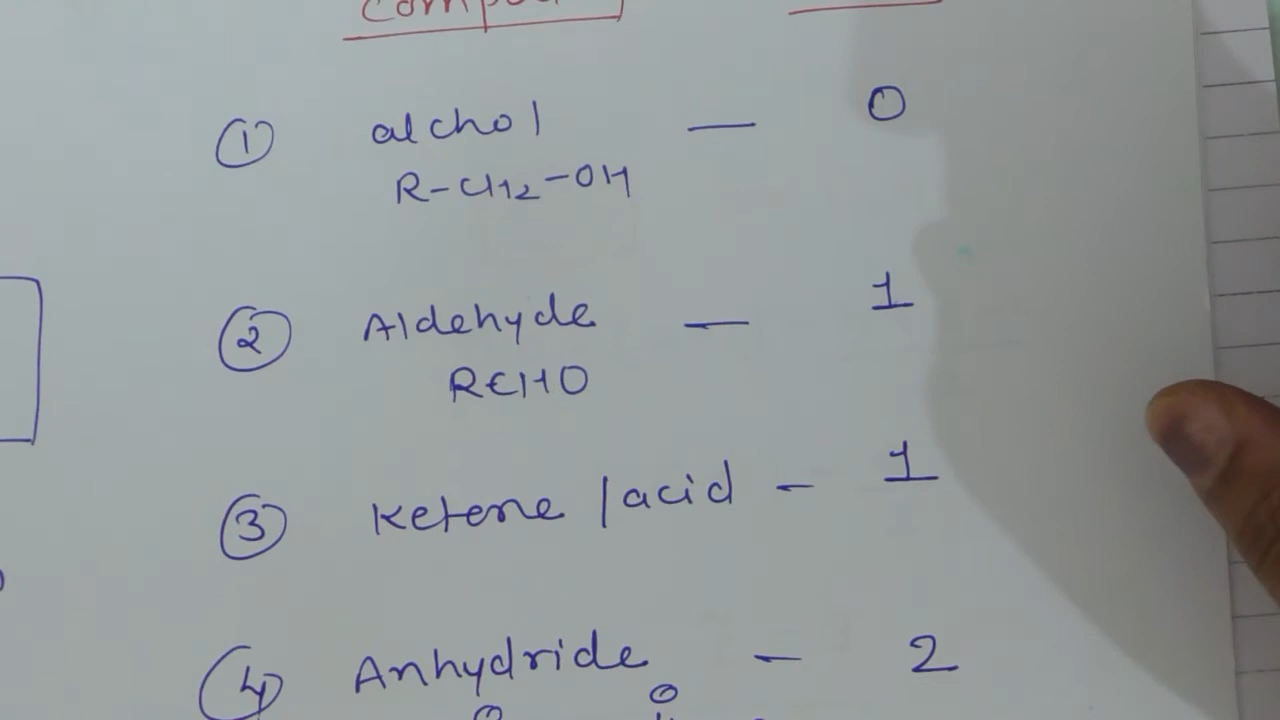 ① alchol — 0
R-CH2-OH
② Aldehyde — 1
RCHO
③ Ketene /acid - 1
④ Anhydride - 2
O O